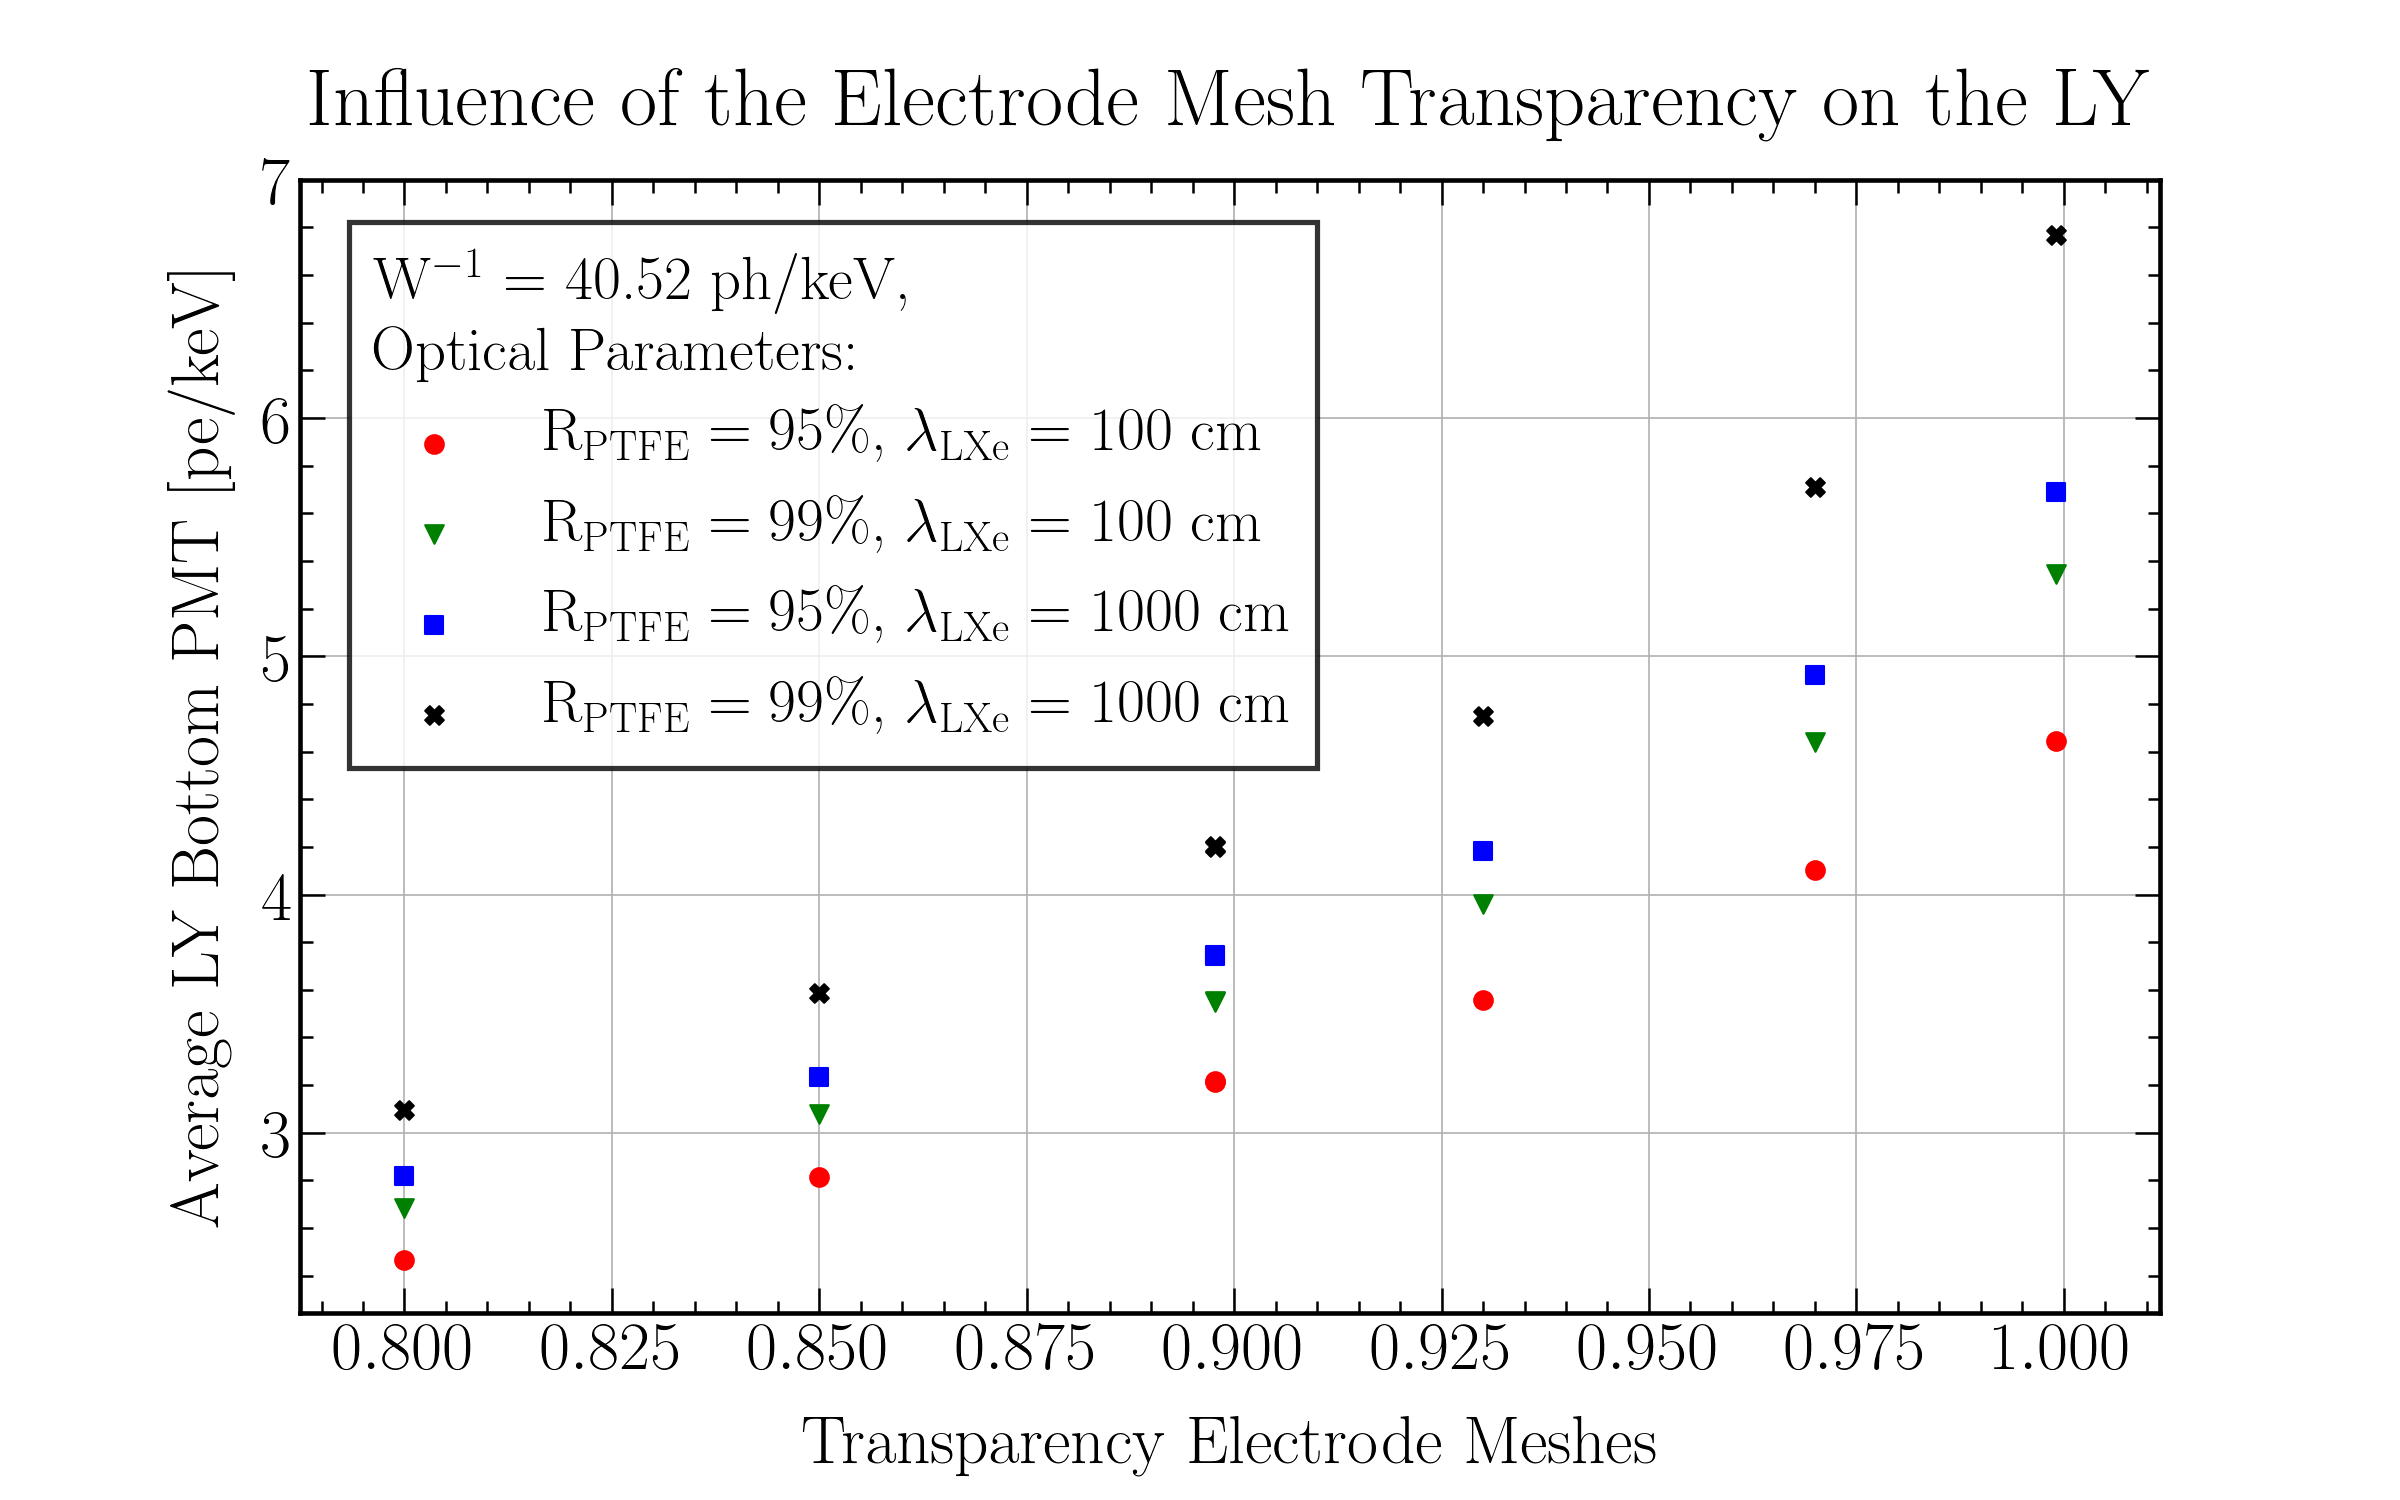 Influence of the Electrode Mesh Transparency on the LY
Average LY Bottom PMT [pe/keV]
7
6
5
4
3
W⁻¹ = 40.52 ph/keV,
Optical Parameters:
R_PTFE = 95%, λ_LXe = 100 cm
R_PTFE = 99%, λ_LXe = 100 cm
R_PTFE = 95%, λ_LXe = 1000 cm
R_PTFE = 99%, λ_LXe = 1000 cm
0.800 0.825 0.850 0.875 0.900 0.925 0.950 0.975 1.000
Transparency Electrode Meshes